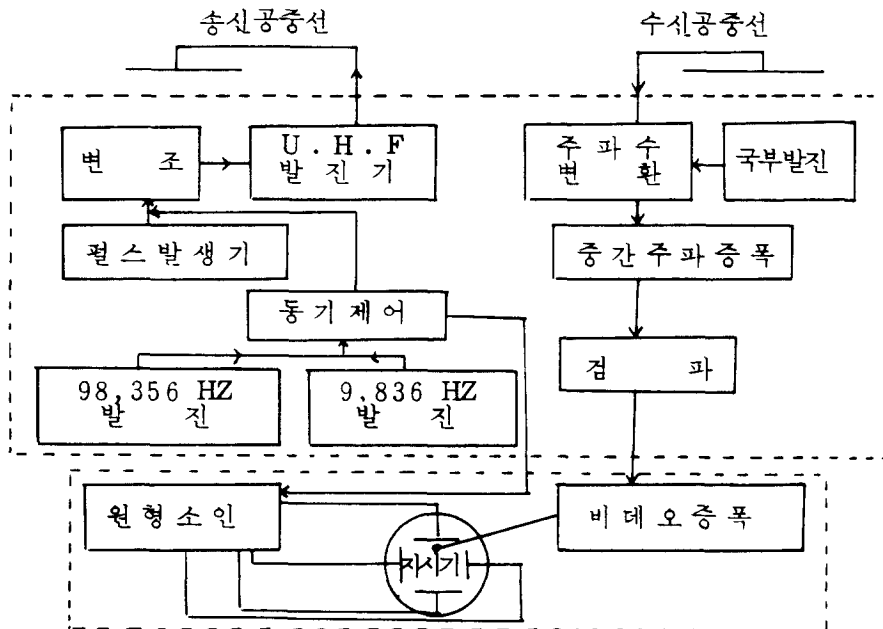 송신공중선
수신공중선
변 조
U.H.F
발진기
주파수
변 환
국부발진
펄스발생기
중간주파증폭
동기제어
검 파
98,356 HZ
발 진
9.836 HZ
발 진
원형소인
지시기
비데오증폭